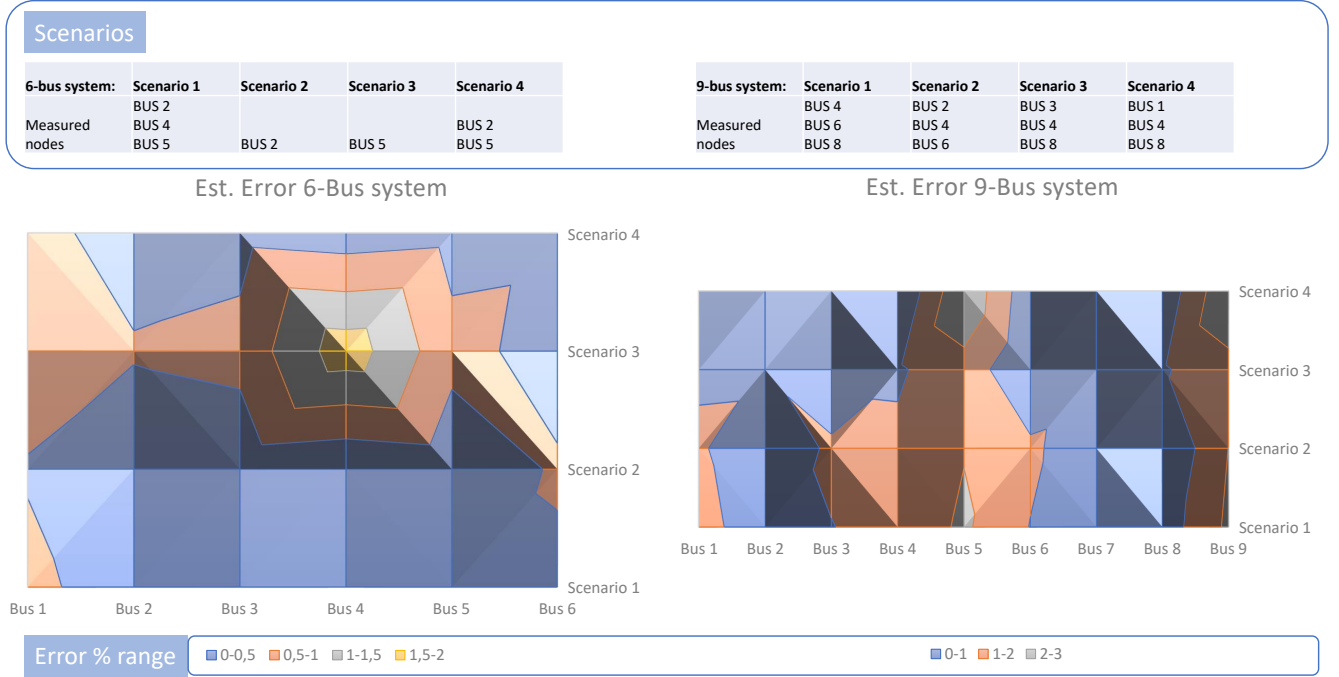 Scenarios
6-bus system: Scenario 1 Scenario 2 Scenario 3 Scenario 4
BUS 2
Measured BUS 4 BUS 2
nodes BUS 5 BUS 2 BUS 5 BUS 5
9-bus system: Scenario 1 Scenario 2 Scenario 3 Scenario 4
BUS 4 BUS 2 BUS 3 BUS 1
Measured BUS 6 BUS 4 BUS 4 BUS 4
nodes BUS 8 BUS 6 BUS 8 BUS 8
Est. Error 6-Bus system
Scenario 4
Scenario 3
Scenario 2
Scenario 1
Bus 1 Bus 2 Bus 3 Bus 4 Bus 5 Bus 6
Est. Error 9-Bus system
Scenario 4
Scenario 3
Scenario 2
Scenario 1
Bus 1 Bus 2 Bus 3 Bus 4 Bus 5 Bus 6 Bus 7 Bus 8 Bus 9
Error % range
0-0,5 0,5-1 1-1,5 1,5-2
0-1 1-2 2-3